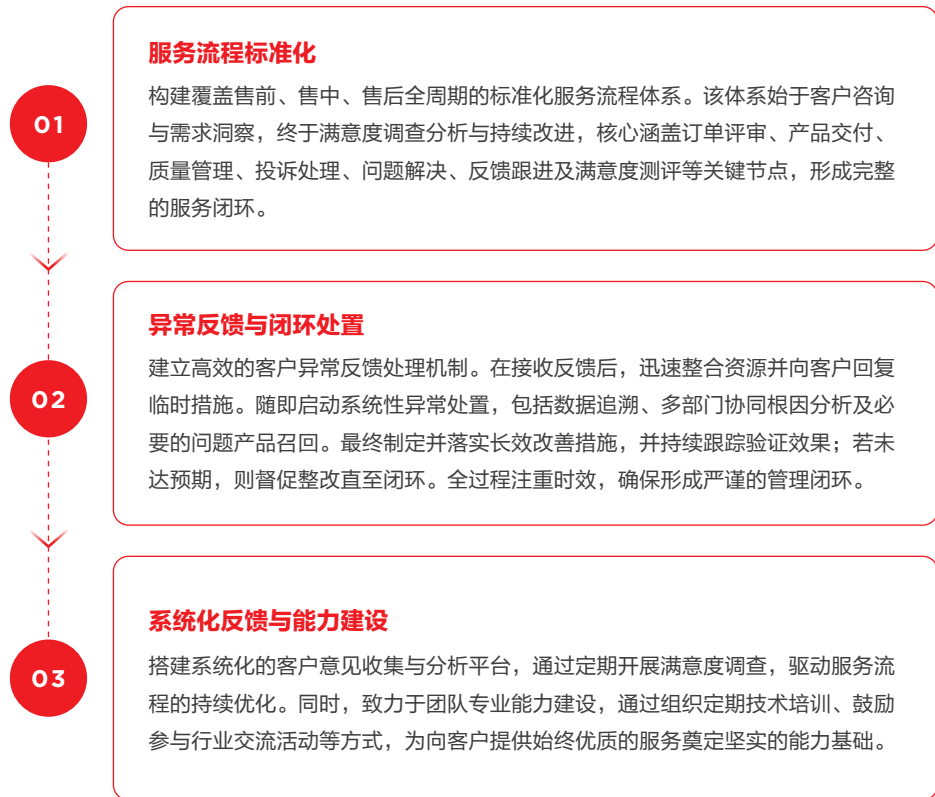 01
服务流程标准化
构建覆盖售前、售中、售后全周期的标准化服务流程体系。该体系始于客户咨询
与需求洞察，终于满意度调查分析与持续改进，核心涵盖订单评审、产品交付、
质量管理、投诉处理、问题解决、反馈跟进及满意度测评等关键节点，形成完整
的服务闭环。
02
异常反馈与闭环处置
建立高效的客户异常反馈处理机制。在接收反馈后，迅速整合资源并向客户回复
临时措施。随即启动系统性异常处置，包括数据追溯、多部门协同根因分析及必
要的问题产品召回。最终制定并落实长效改善措施，并持续跟踪验证效果；若未
达预期，则督促整改直至闭环。全过程注重时效，确保形成严谨的管理闭环。
03
系统化反馈与能力建设
搭建系统化的客户意见收集与分析平台，通过定期开展满意度调查，驱动服务流
程的持续优化。同时，致力于团队专业能力建设，通过组织定期技术培训、鼓励
参与行业交流活动等方式，为向客户提供始终优质的服务奠定坚实的能力基础。